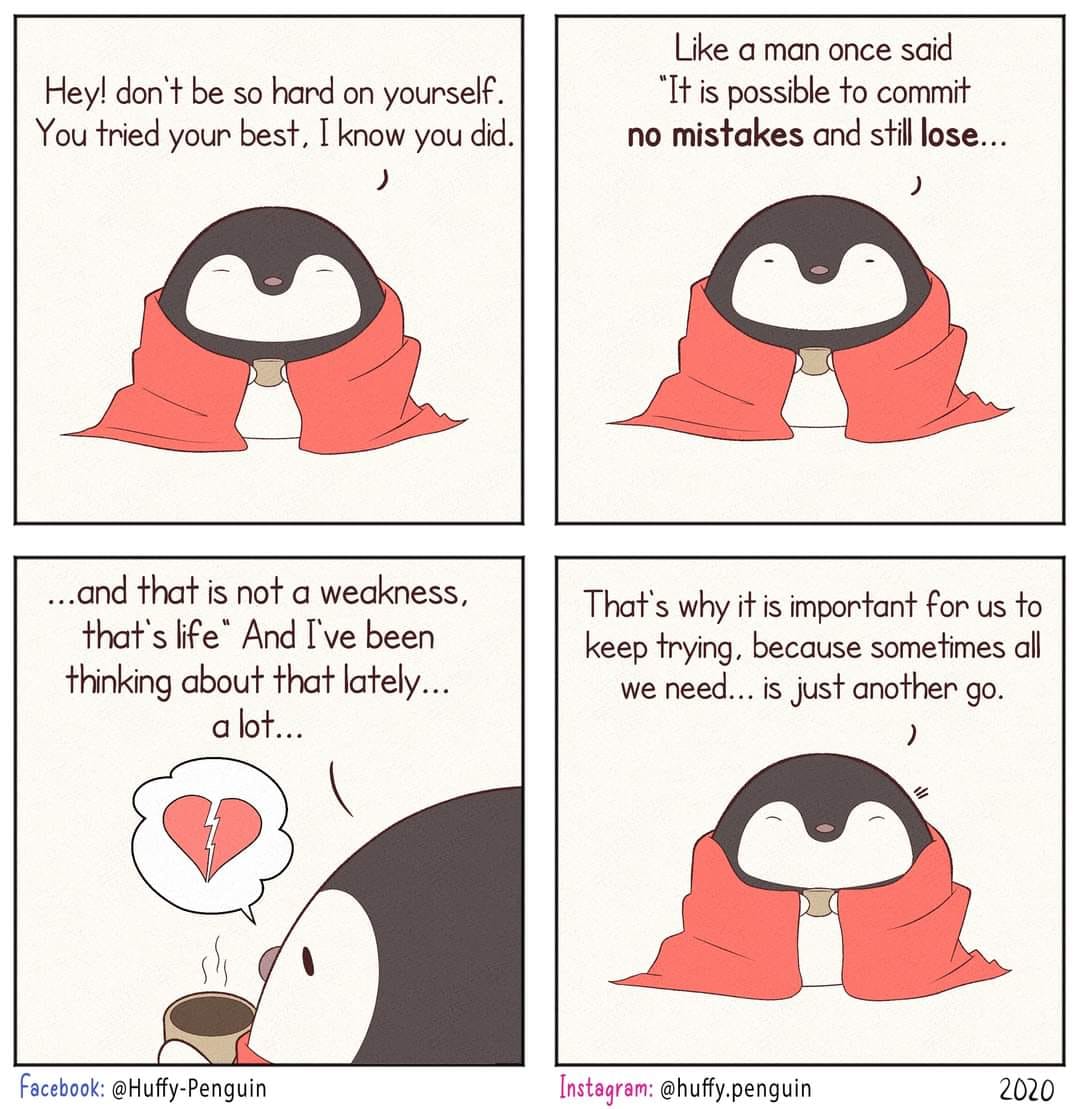 Hey! don't be so hard on yourself.
You tried your best, I know you did.
Like a man once said
"It is possible to commit
no mistakes and still lose...
...and that is not a weakness,
that's life" And I've been
thinking about that lately...
a lot...
That's why it is important for us to
keep trying, because sometimes all
we need... is just another go.
Facebook: @Huffy-Penguin
Instagram: @huffy.penguin
2020